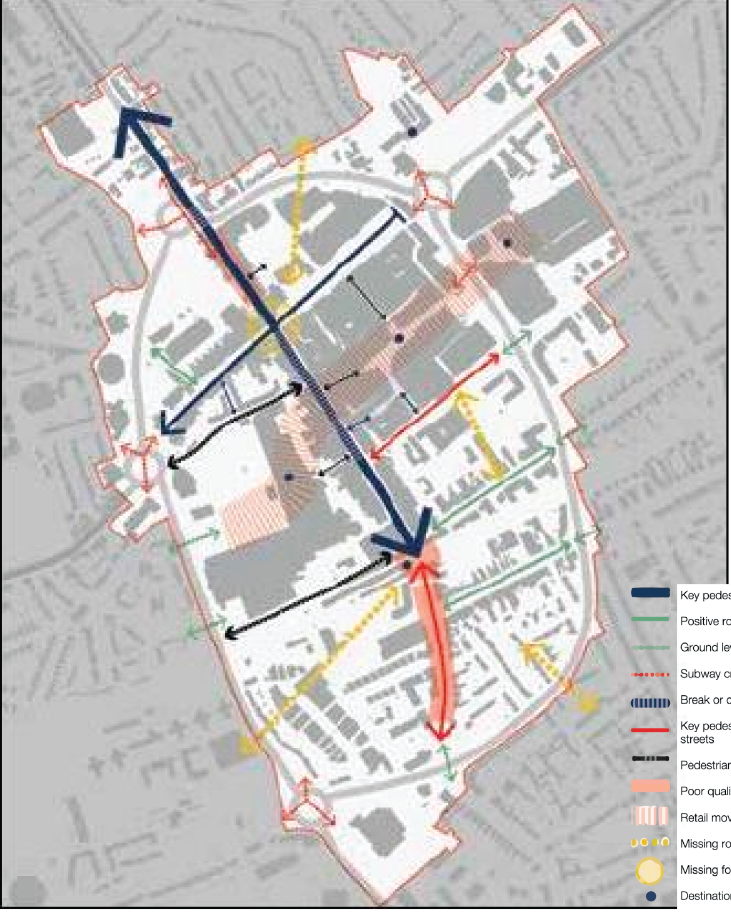 Key pedes
Positive ro
Ground lev
Subway cr
Break or c
Key pedes
streets
Pedestrian
Poor quali
Retail mov
Missing ro
Missing fo
Destination